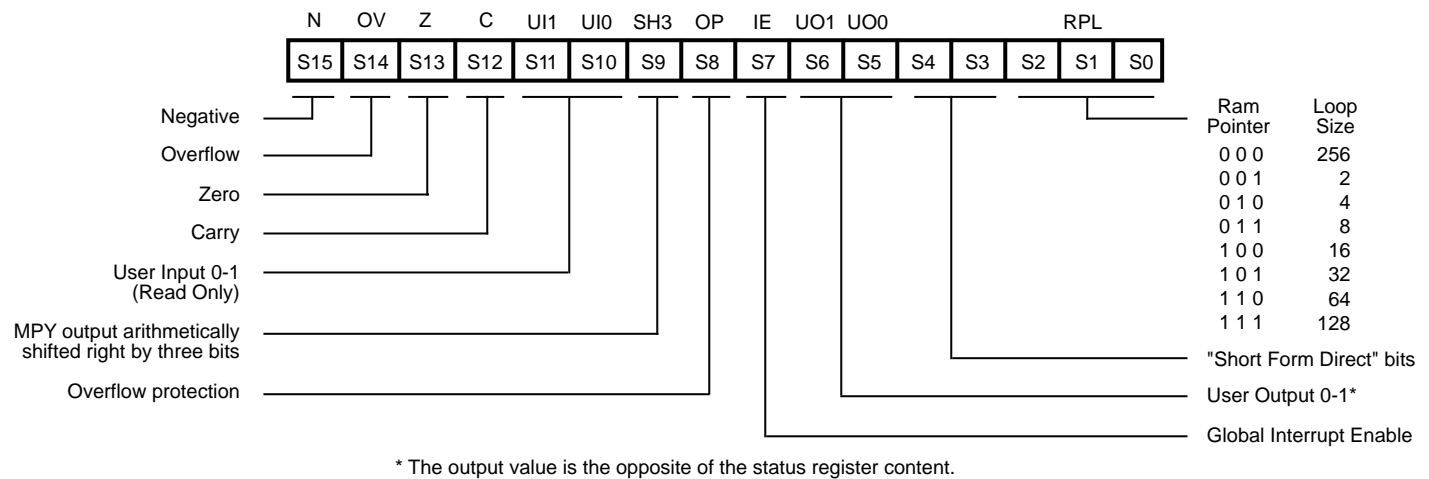 N OV Z C UI1 UI0 SH3 OP IE UO1 UO0 RPL
S15 S14 S13 S12 S11 S10 S9 S8 S7 S6 S5 S4 S3 S2 S1 S0
Negative
Overflow
Zero
Carry
User Input 0-1
(Read Only)
MPY output arithmetically
shifted right by three bits
Overflow protection
Ram Loop
Pointer Size
0 0 0 256
0 0 1 2
0 1 0 4
0 1 1 8
1 0 0 16
1 0 1 32
1 1 0 64
1 1 1 128
"Short Form Direct" bits
User Output 0-1*
Global Interrupt Enable
* The output value is the opposite of the status register content.